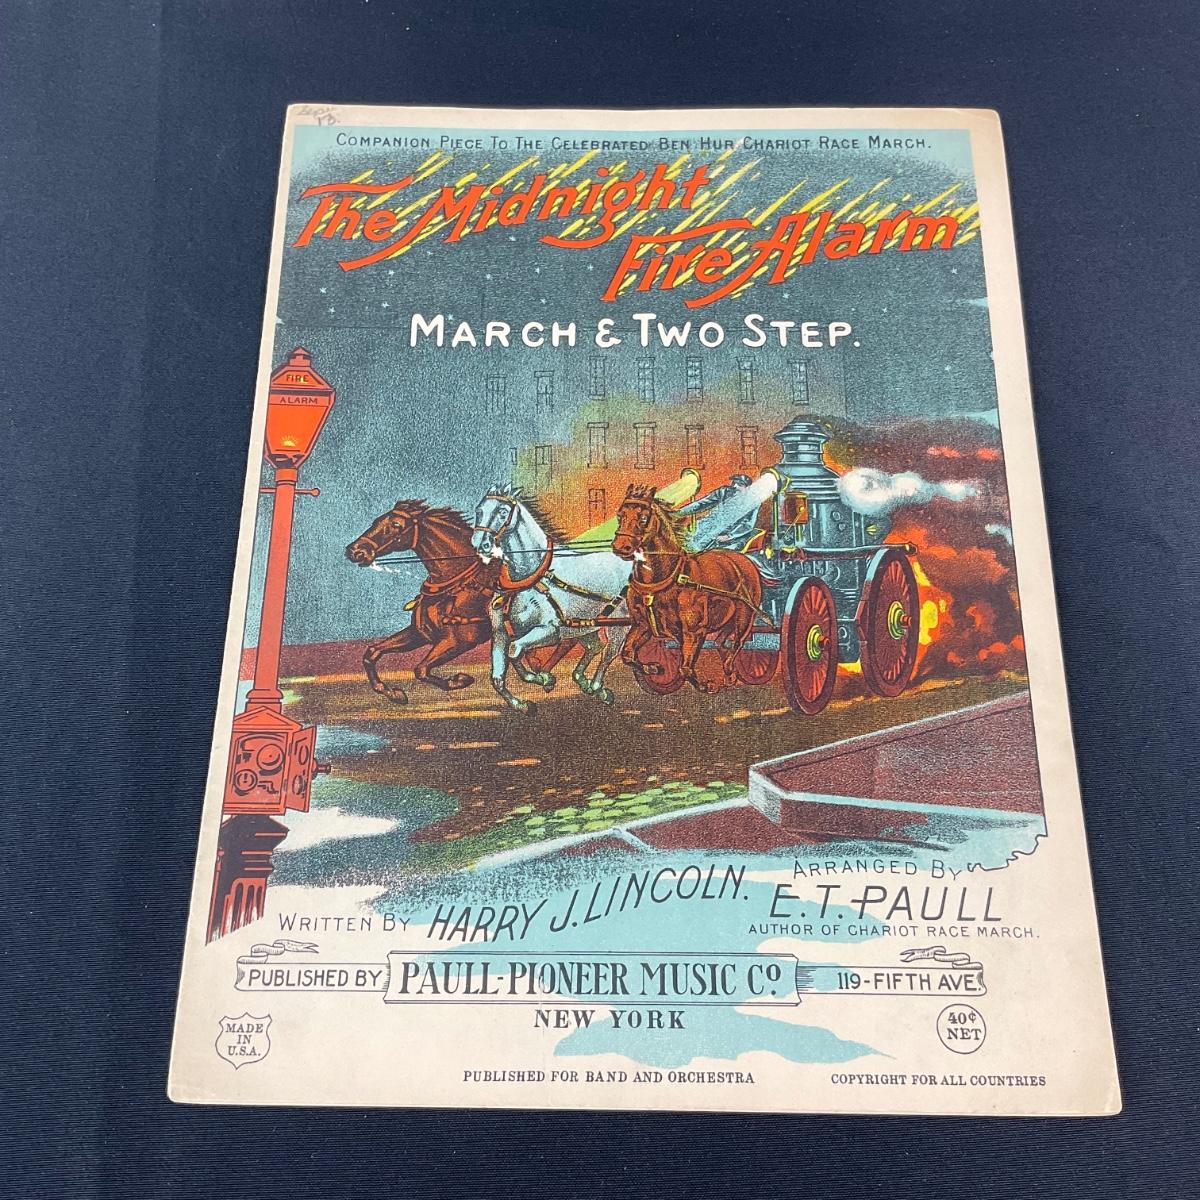 COMPANION PIECE TO THE CELEBRATED BEN HUR CHARIOT RACE MARCH.
The Midnight
Fire Alarm
MARCH & TWO STEP.
FIRE
ALARM
WRITTEN BY HARRY J. LINCOLN.
ARRANGED BY
E.T. PAULL
AUTHOR OF CHARIOT RACE MARCH.
PUBLISHED BY PAULL-PIONEER MUSIC Co. 119-FIFTH AVE.
NEW YORK
MADE
IN
U.S.A.
40¢
NET
PUBLISHED FOR BAND AND ORCHESTRA
COPYRIGHT FOR ALL COUNTRIES